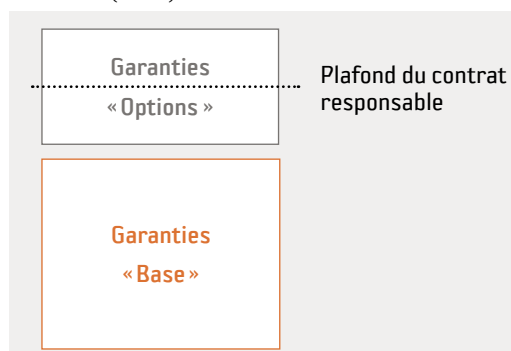 Garanties
« Options »
Plafond du contrat
responsable
Garanties
« Base »